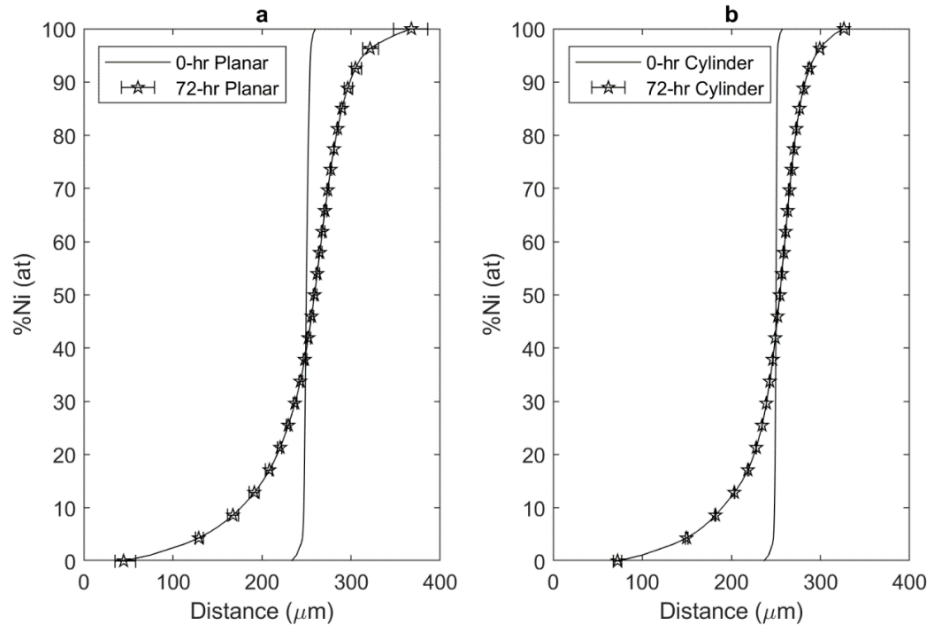 a
100
90
80
70
60
50
40
30
20
10
0
%Ni (at)
0-hr Planar
72-hr Planar
0 100 200 300 400
Distance (μm)
b
100
90
80
70
60
50
40
30
20
10
0
%Ni (at)
0-hr Cylinder
72-hr Cylinder
0 100 200 300 400
Distance (μm)